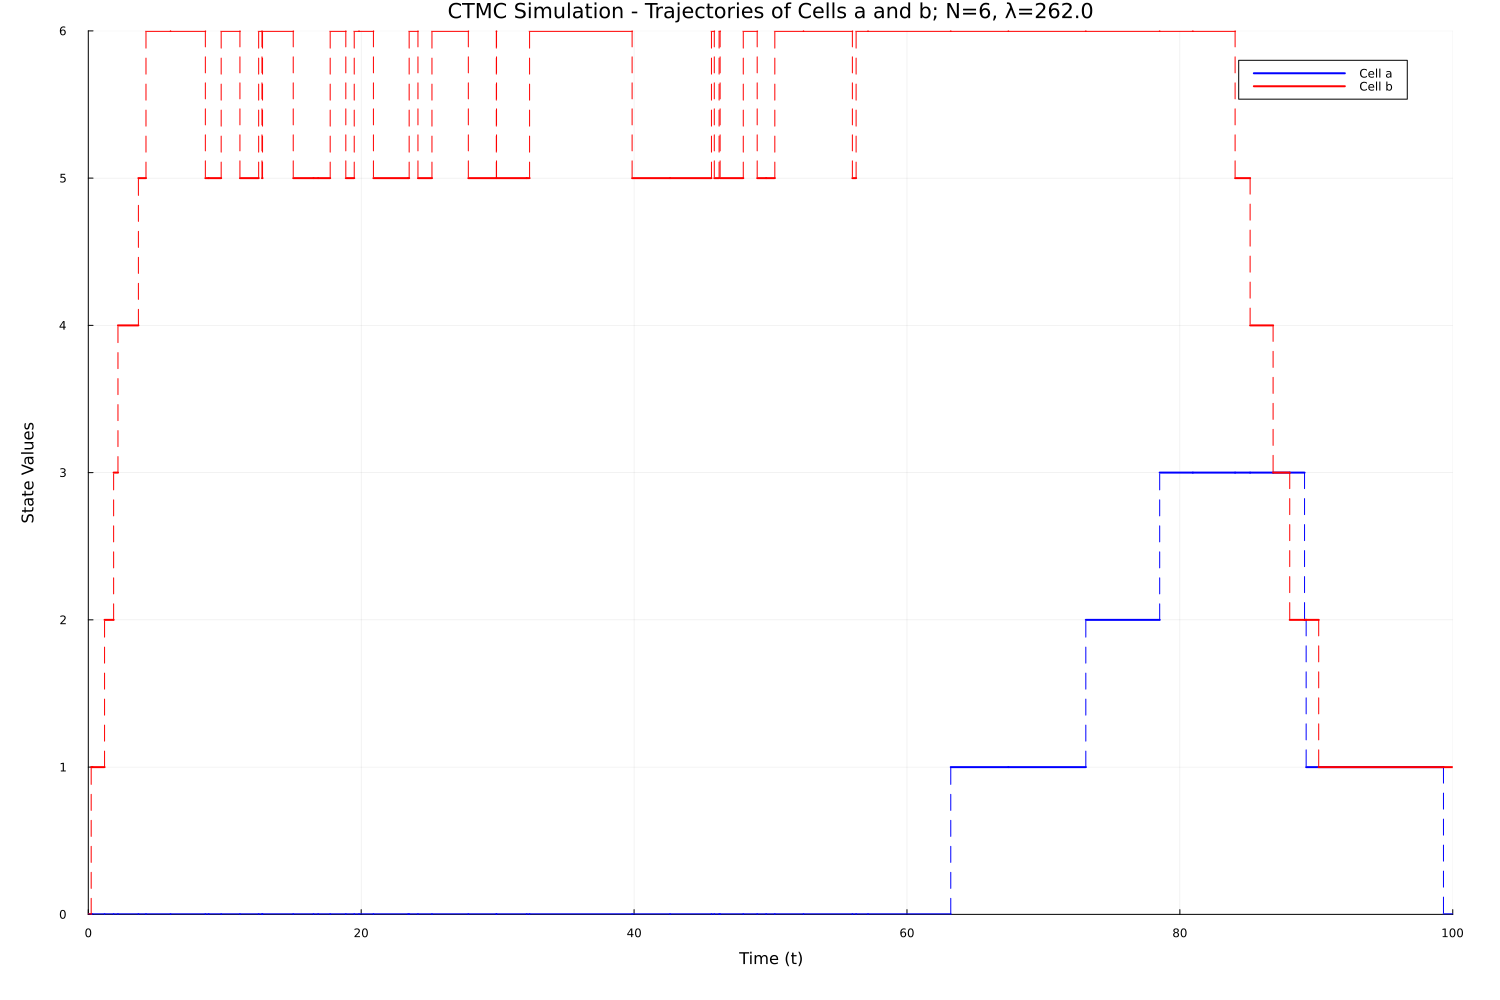 CTMC Simulation - Trajectories of Cells a and b; N=6, λ=262.0
6
Cell a
Cell b
5
4
State Values
3
2
1
0
0 20 40 60 80 100
Time (t)